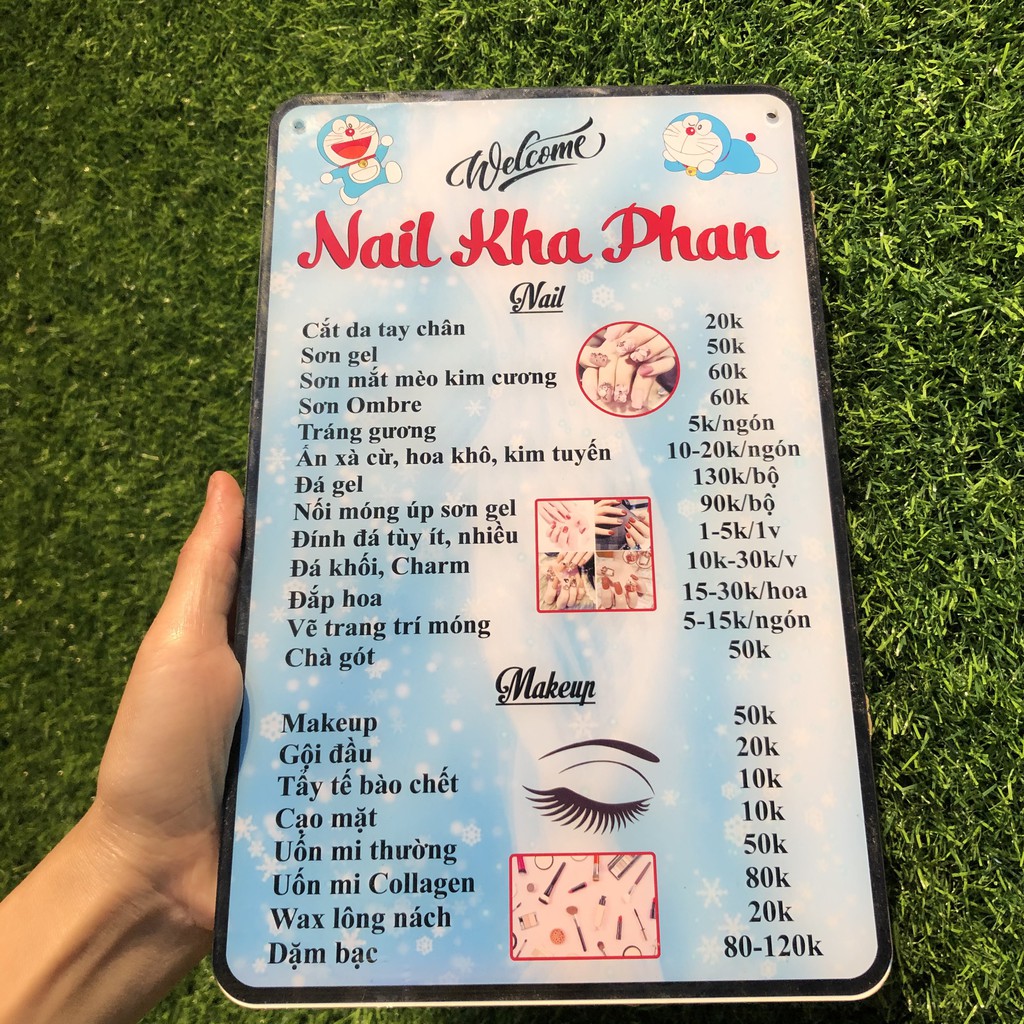 Welcome
Nail Kha Phan
Nail
Cắt da tay chân 20k
Sơn gel 50k
Sơn mắt mèo kim cương 60k
Sơn Ombre 60k
Tráng gương 5k/ngón
Ẩn xà cừ, hoa khô, kim tuyến 10-20k/ngón
Đá gel 130k/bộ
Nối móng úp sơn gel 90k/bộ
Đính đá tùy ít, nhiều 1-5k/1v
Đá khối, Charm 10k-30k/v
Đắp hoa 15-30k/hoa
Vẽ trang trí móng 5-15k/ngón
Chà gót 50k
Makeup
Makeup 50k
Gội đầu 20k
Tẩy tế bào chết 10k
Cạo mặt 10k
Uốn mi thường 50k
Uốn mi Collagen 80k
Wax lông nách 20k
Dặm bạc 80-120k